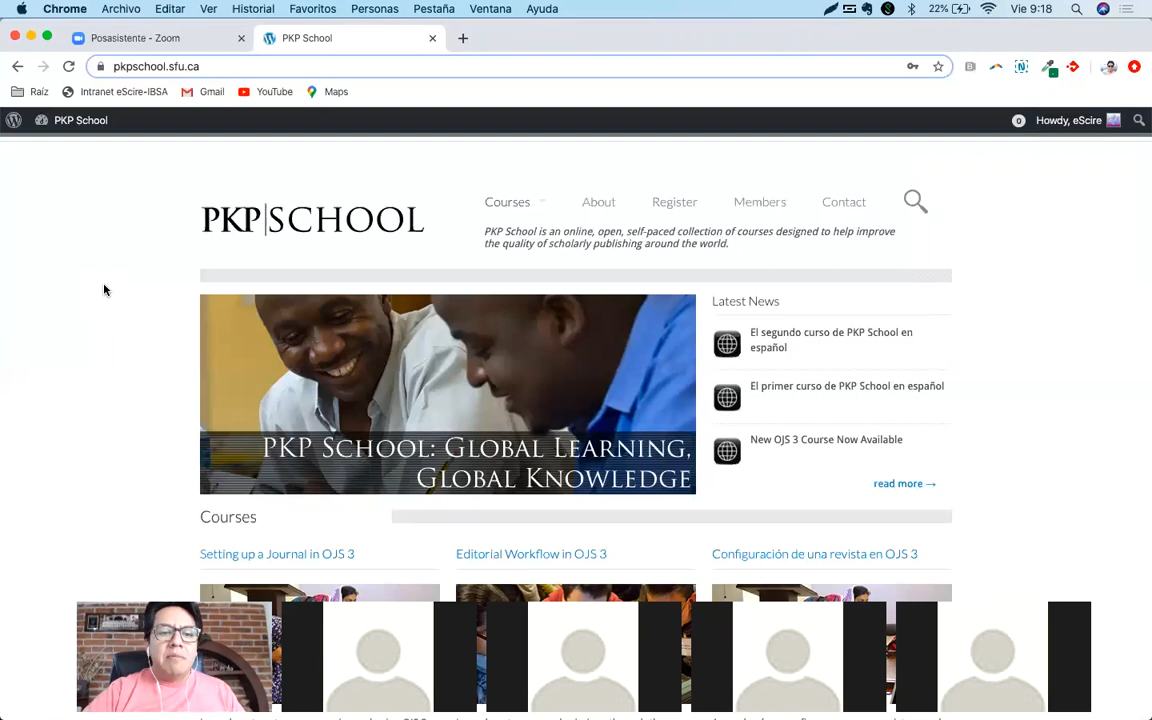 Chrome Archivo Editar Ver Historial Favoritos Personas Pestaña Ventana Ayuda 22% Vie 9:18
Posasistente - Zoom PKP School
pkpschool.sfu.ca
Raíz Intranet eScire-IBSA Gmail YouTube Maps
PKP School 0 Howdy, eScire
PKP|SCHOOL
Courses About Register Members Contact
PKP School is an online, open, self-paced collection of courses designed to help improve
the quality of scholarly publishing around the world.
PKP School: Global Learning,
Global Knowledge
Latest News
El segundo curso de PKP School en
español
El primer curso de PKP School en español
New OJS 3 Course Now Available
read more →
Courses
Setting up a Journal in OJS 3 Editorial Workflow in OJS 3 Configuración de una revista en OJS 3